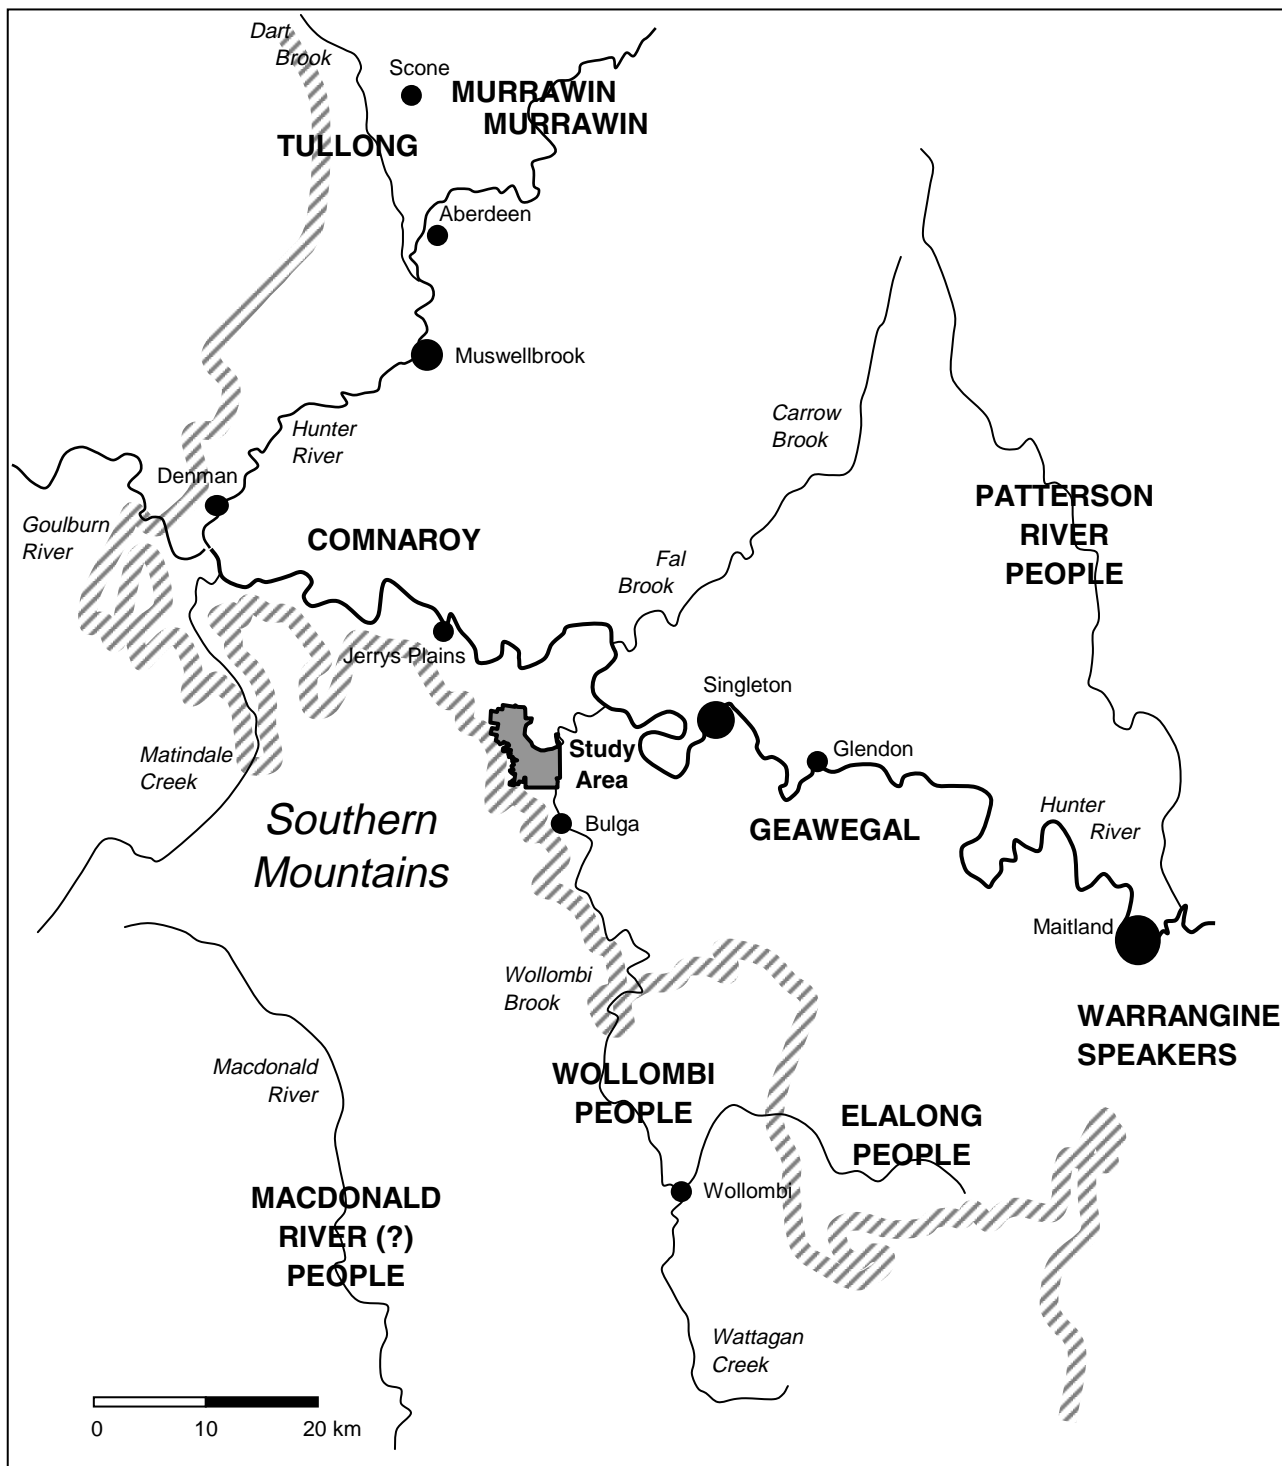 Dart
Brook
Scone
MURRAWIN
MURRAWIN
TULLONG
Aberdeen
Muswellbrook
Carrow
Brook
Hunter
River
Denman
PATTERSON
RIVER
PEOPLE
Goulburn
River
COMNAROY
Fal
Brook
Jerrys Plains
Singleton
Study
Area
Glendon
Matindale
Creek
Southern
Mountains
Bulga
GEAWEGAL
Hunter
River
Maitland
Wollombi
Brook
WARRANGINE
SPEAKERS
Macdonald
River
WOLLOMBI
PEOPLE
ELALONG
PEOPLE
Wollombi
MACDONALD
RIVER (?)
PEOPLE
Wattagan
Creek
0 10 20 km